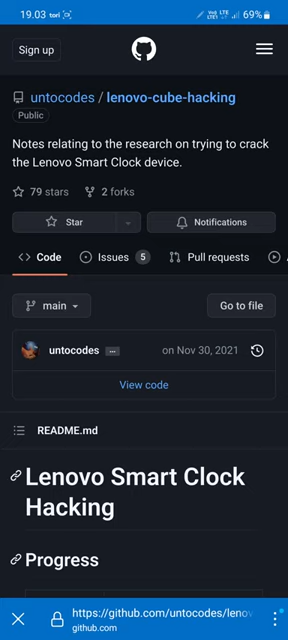 19.03 tori
69%
Sign up
untocodes / lenovo-cube-hacking
Public
Notes relating to the research on trying to crack
the Lenovo Smart Clock device.
79 stars 2 forks
Star Notifications
Code Issues 5 Pull requests
main Go to file
untocodes ... on Nov 30, 2021
View code
README.md
Lenovo Smart Clock
Hacking
Progress
https://github.com/untocodes/lenov
github.com